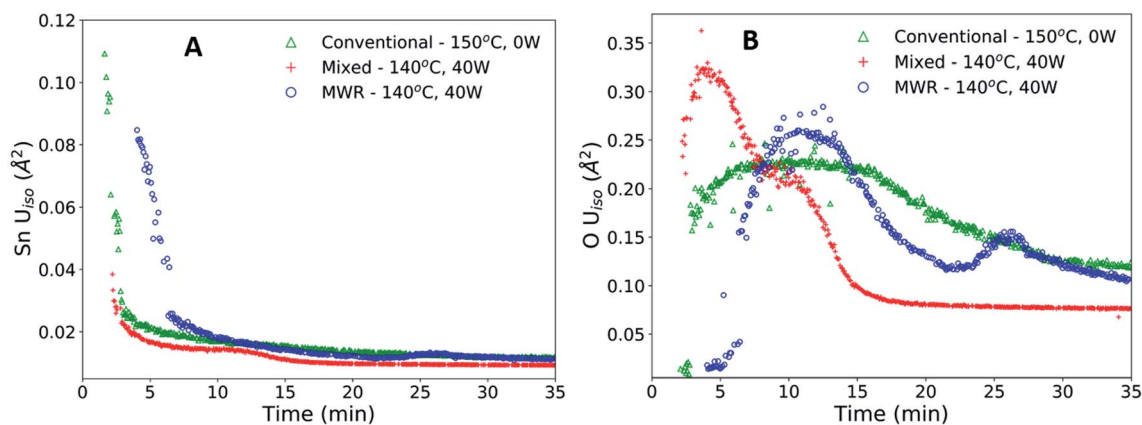 A
Conventional - 150°C, 0W
Mixed - 140°C, 40W
MWR - 140°C, 40W
Sn U_iso (Å²)
0.12
0.10
0.08
0.06
0.04
0.02
0 5 10 15 20 25 30 35
Time (min)
B
Conventional - 150°C, 0W
Mixed - 140°C, 40W
MWR - 140°C, 40W
O U_iso (Å²)
0.35
0.30
0.25
0.20
0.15
0.10
0.05
0 5 10 15 20 25 30 35
Time (min)